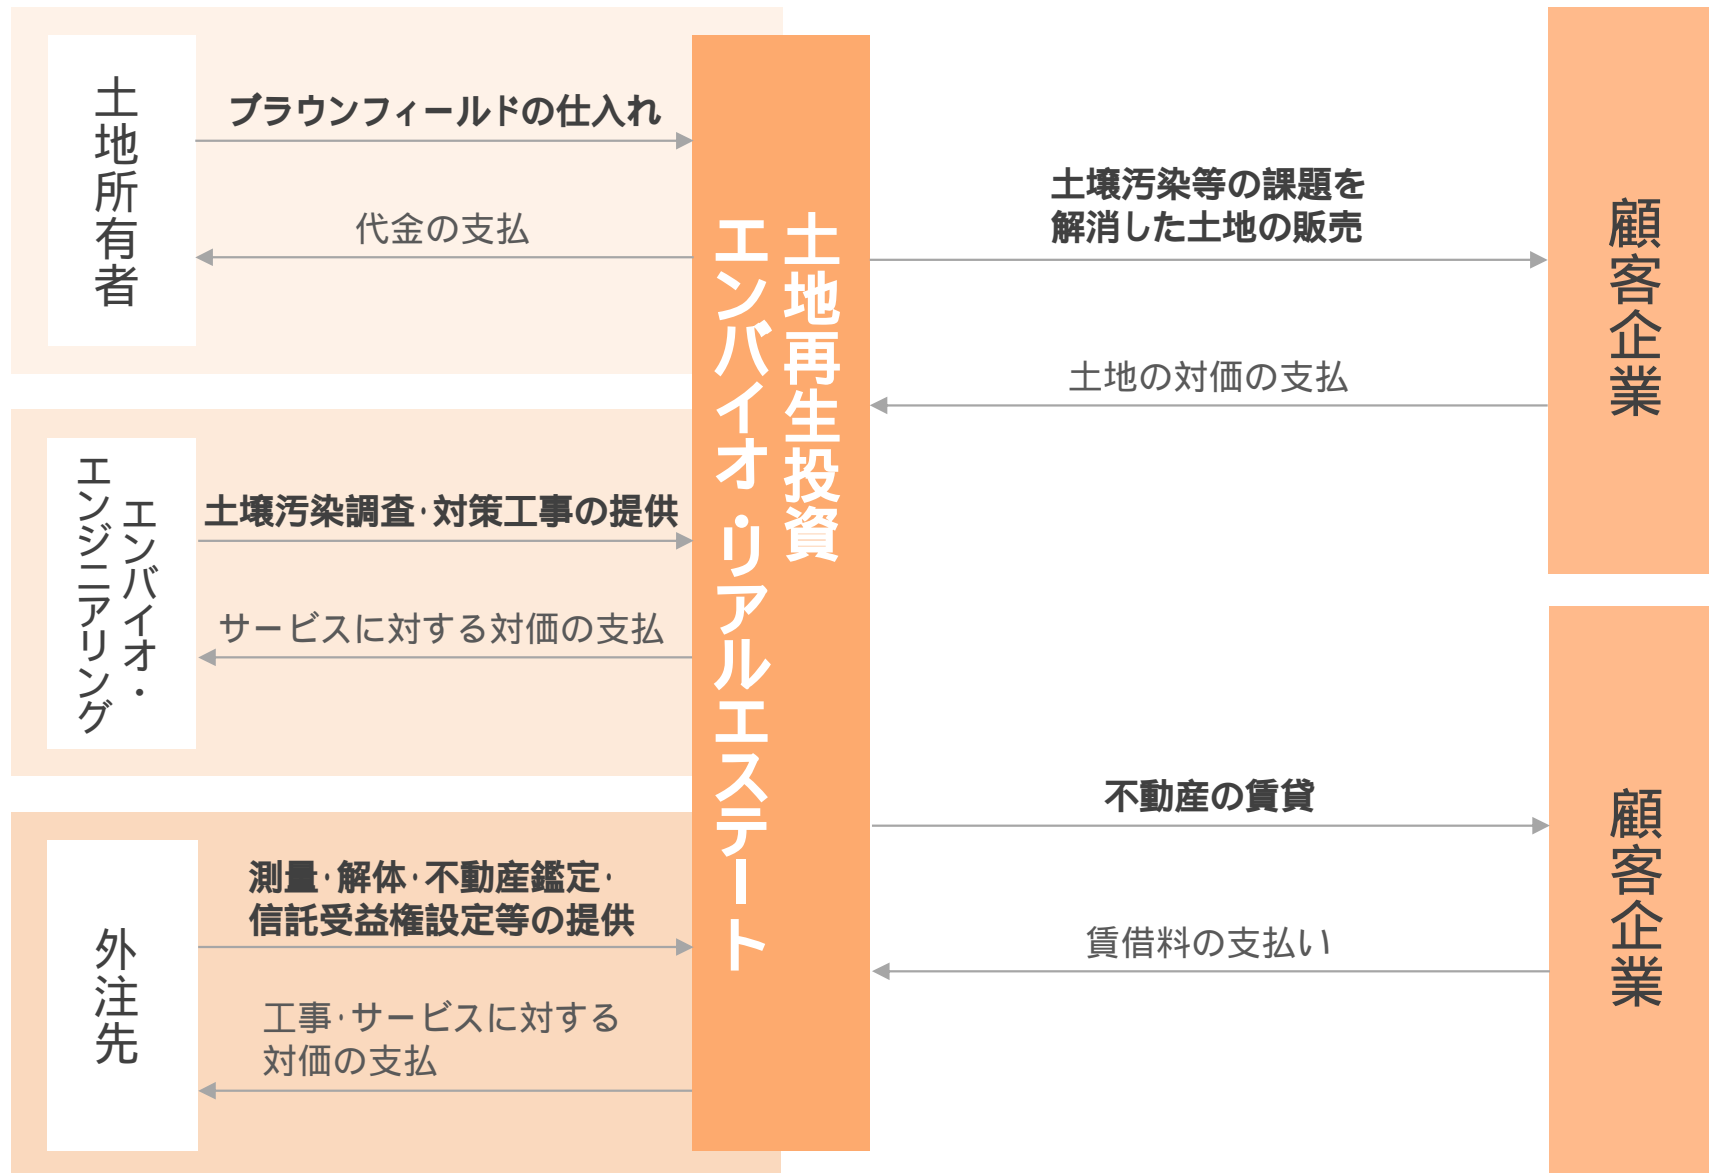 土地所有者
ブラウンフィールドの仕入れ
代金の支払
エンバイオ・
エンジニアリング
土壌汚染調査・対策工事の提供
サービスに対する対価の支払
外注先
測量・解体・不動産鑑定・
信託受益権設定等の提供
工事・サービスに対する
対価の支払
土地再生投資
エンバイオ・リアルエステート
土壌汚染等の課題を
解消した土地の販売
土地の対価の支払
顧客企業
不動産の賃貸
賃借料の支払い
顧客企業